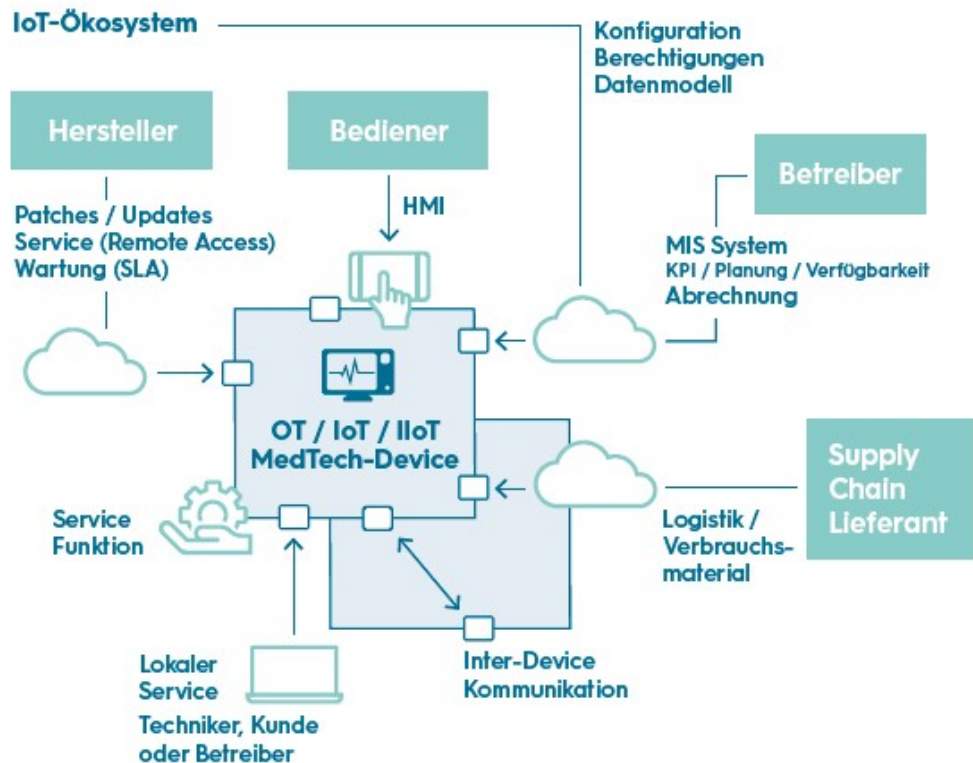 IoT-Ökosystem
Konfiguration
Berechtigungen
Datenmodell
Hersteller
Bediener
Betreiber
Patches / Updates
Service (Remote Access)
Wartung (SLA)
HMI
MIS System
KPI / Planung / Verfügbarkeit
Abrechnung
OT / IoT / IIoT
MedTech-Device
Supply
Chain
Lieferant
Service
Funktion
Logistik /
Verbrauchs-
material
Lokaler
Service
Techniker, Kunde
oder Betreiber
Inter-Device
Kommunikation